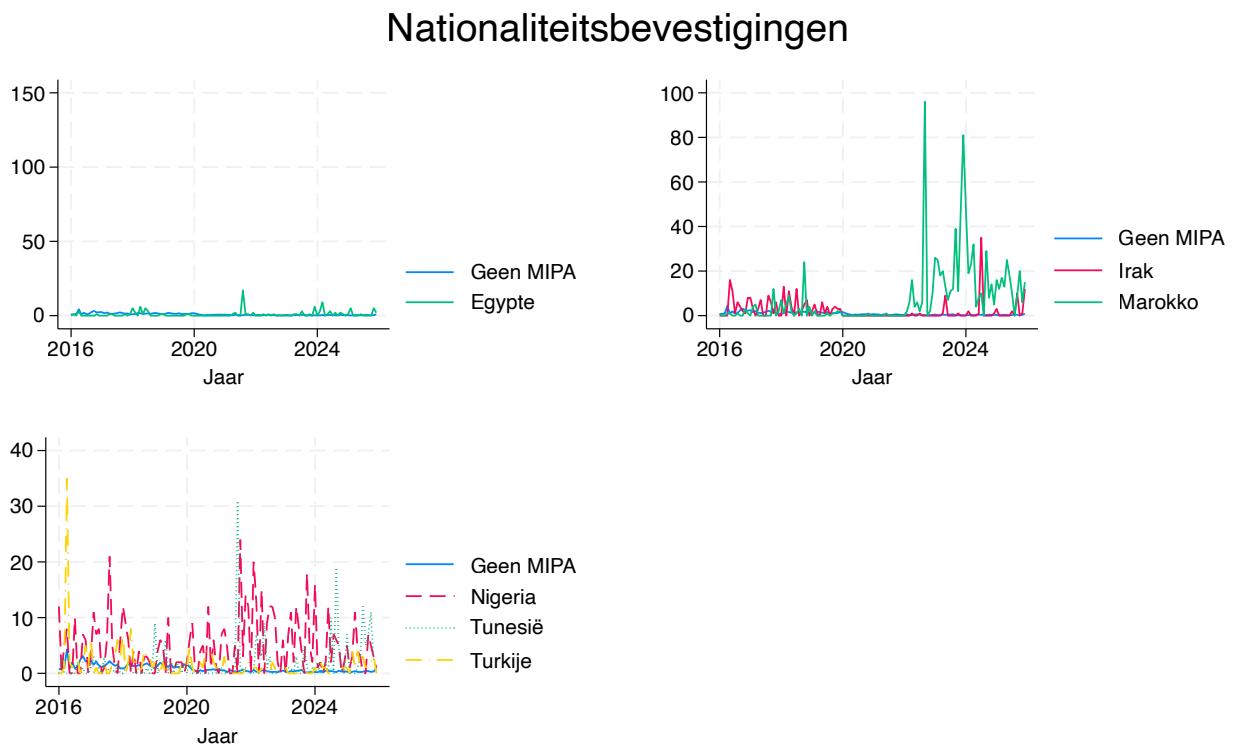 Nationaliteitsbevestigingen
150
100
50
0
2016 2020 2024
Jaar
Geen MIPA
Egypte
100
80
60
40
20
0
2016 2020 2024
Jaar
Geen MIPA
Irak
Marokko
40
30
20
10
0
2016 2020 2024
Jaar
Geen MIPA
Nigeria
Tunesië
Turkije